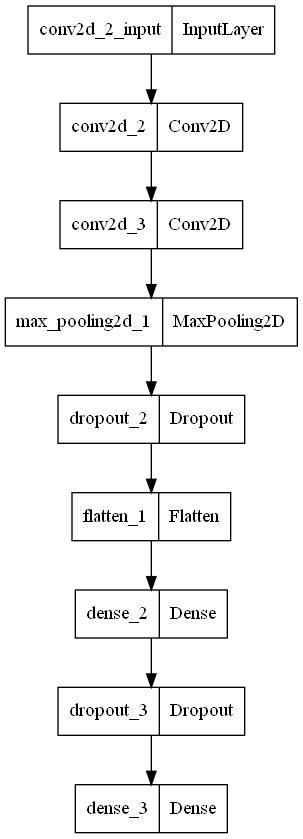 conv2d_2_input InputLayer
conv2d_2 Conv2D
conv2d_3 Conv2D
max_pooling2d_1 MaxPooling2D
dropout_2 Dropout
flatten_1 Flatten
dense_2 Dense
dropout_3 Dropout
dense_3 Dense